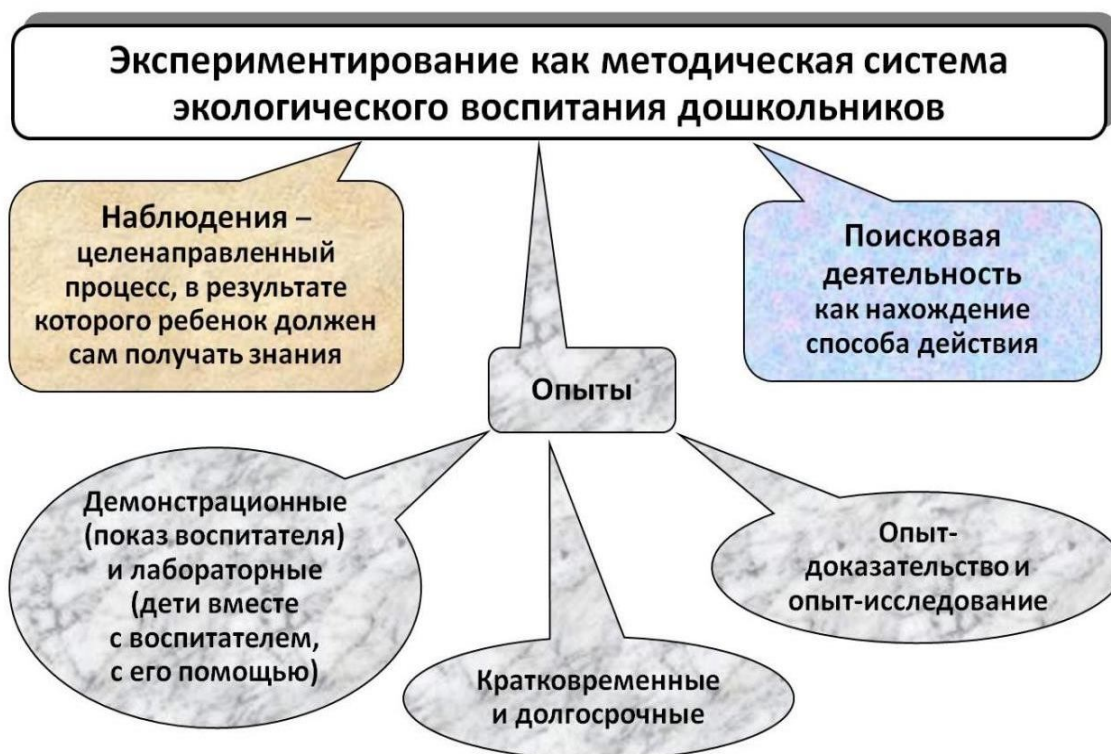 Экспериментирование как методическая система
экологического воспитания дошкольников
Наблюдения –
целенаправленный
процесс, в результате
которого ребенок должен
сам получать знания
Поисковая
деятельность
как нахождение
способа действия
Опыты
Демонстрационные
(показ воспитателя)
и лабораторные
(дети вместе
с воспитателем,
с его помощью)
Кратковременные
и долгосрочные
Опыт-
доказательство и
опыт-исследование